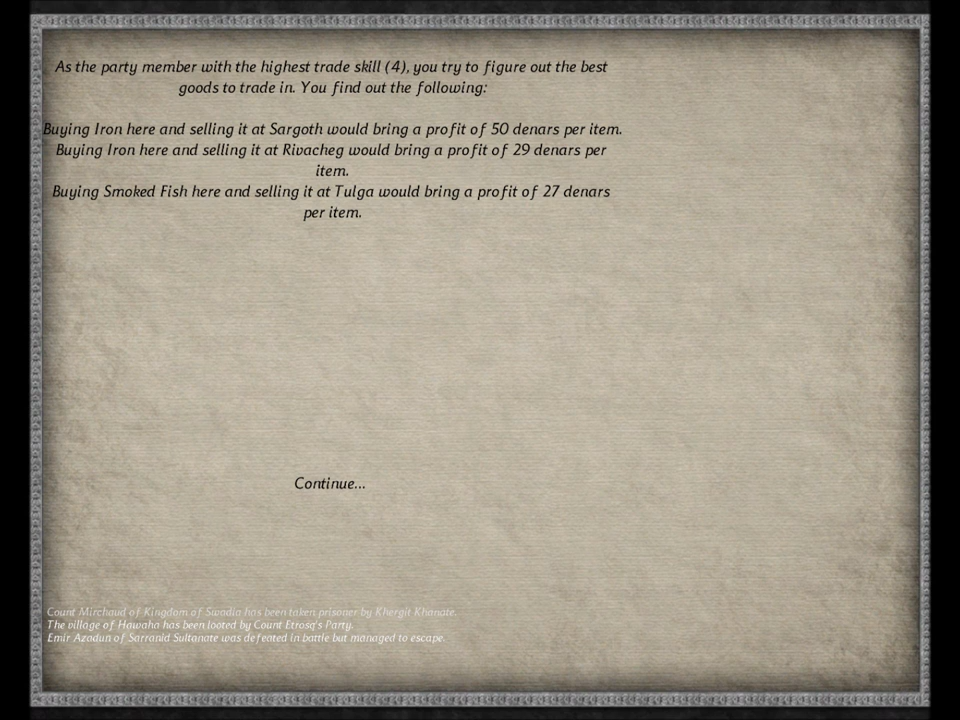 As the party member with the highest trade skill (4), you try to figure out the best
goods to trade in. You find out the following:
Buying Iron here and selling it at Sargoth would bring a profit of 50 denars per item.
Buying Iron here and selling it at Rivacheg would bring a profit of 29 denars per
item.
Buying Smoked Fish here and selling it at Tulga would bring a profit of 27 denars
per item.
Continue...
Count Mirchaud of Kingdom of Swadia has been taken prisoner by Khergit Khanate.
The village of Hawaha has been looted by Count Etrosq's Party.
Emir Azadun of Sarranid Sultanate was defeated in battle but managed to escape.